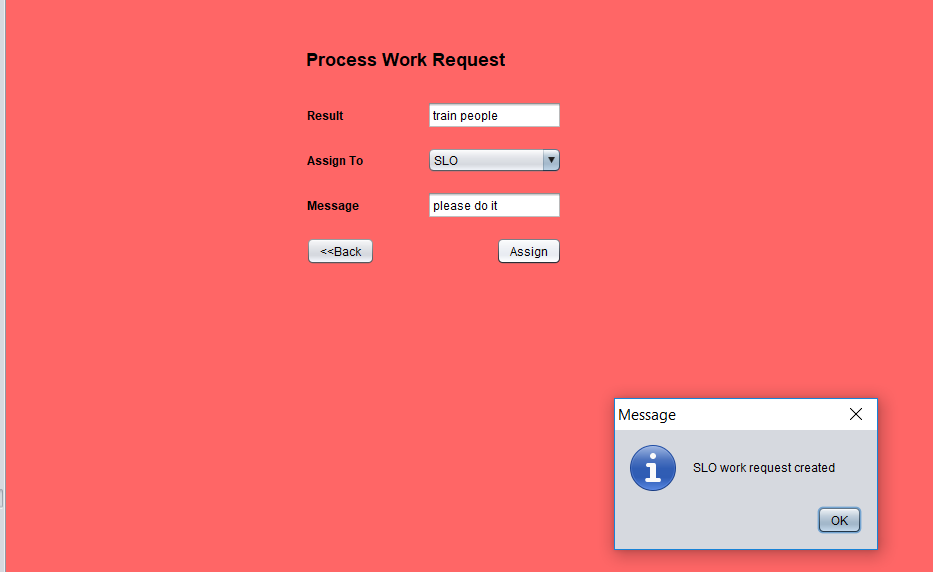 Process Work Request
Result train people
Assign To SLO
Message please do it
<<Back Assign
Message
SLO work request created
OK